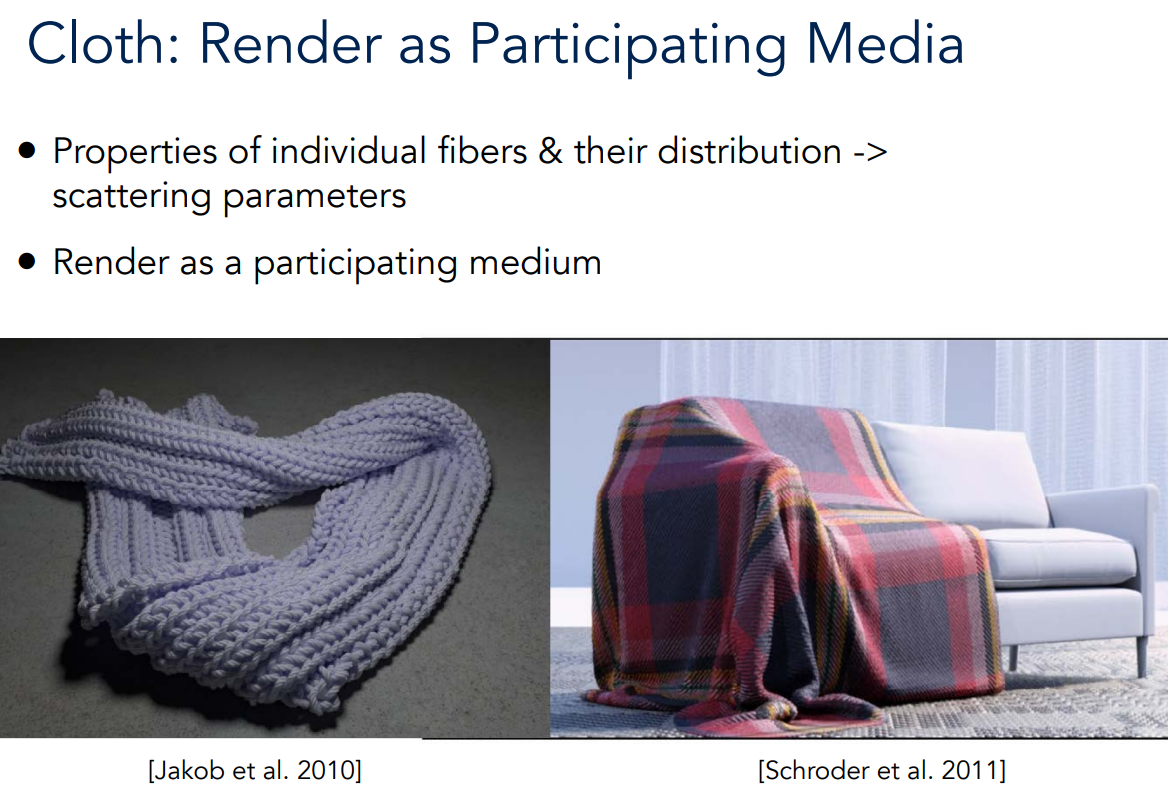 Cloth: Render as Participating Media
● Properties of individual fibers & their distribution ->
scattering parameters
● Render as a participating medium
[Jakob et al. 2010]
[Schroder et al. 2011]